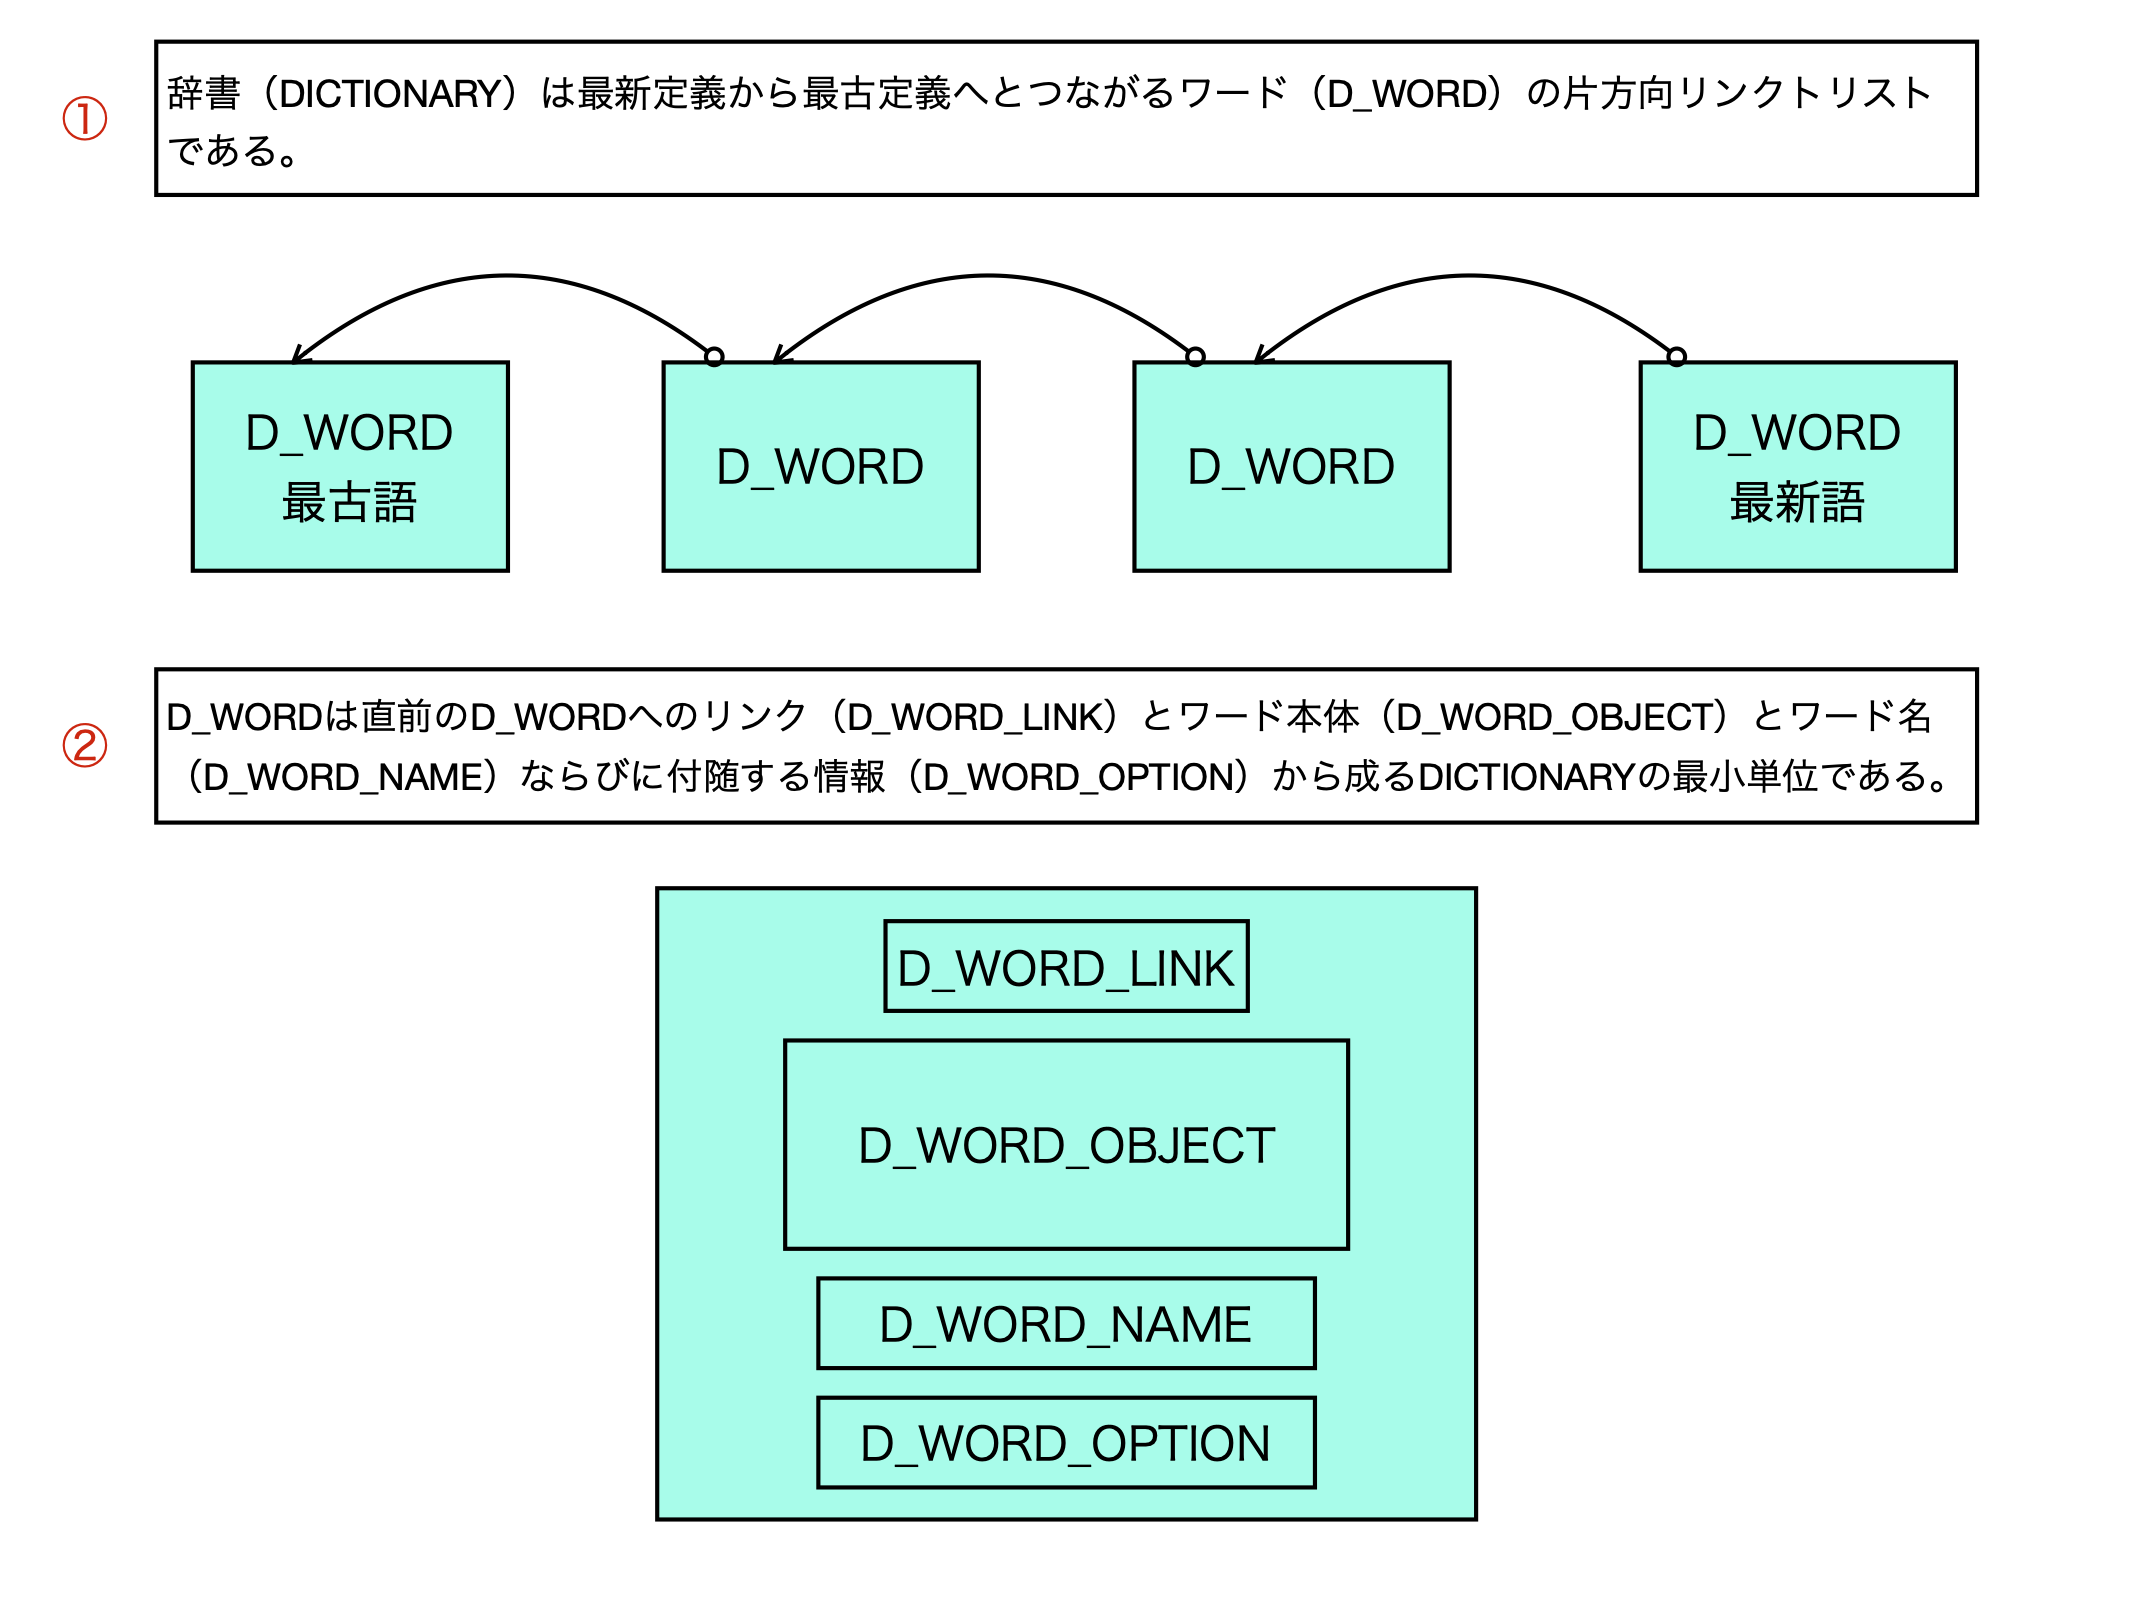 ①
辞書（DICTIONARY）は最新定義から最古定義へとつながるワード（D_WORD）の片方向リンクトリスト
である。
D_WORD
最古語
D_WORD
D_WORD
D_WORD
最新語
②
D_WORDは直前のD_WORDへのリンク（D_WORD_LINK）とワード本体（D_WORD_OBJECT）とワード名
（D_WORD_NAME）ならびに付随する情報（D_WORD_OPTION）から成るDICTIONARYの最小単位である。
D_WORD_LINK
D_WORD_OBJECT
D_WORD_NAME
D_WORD_OPTION